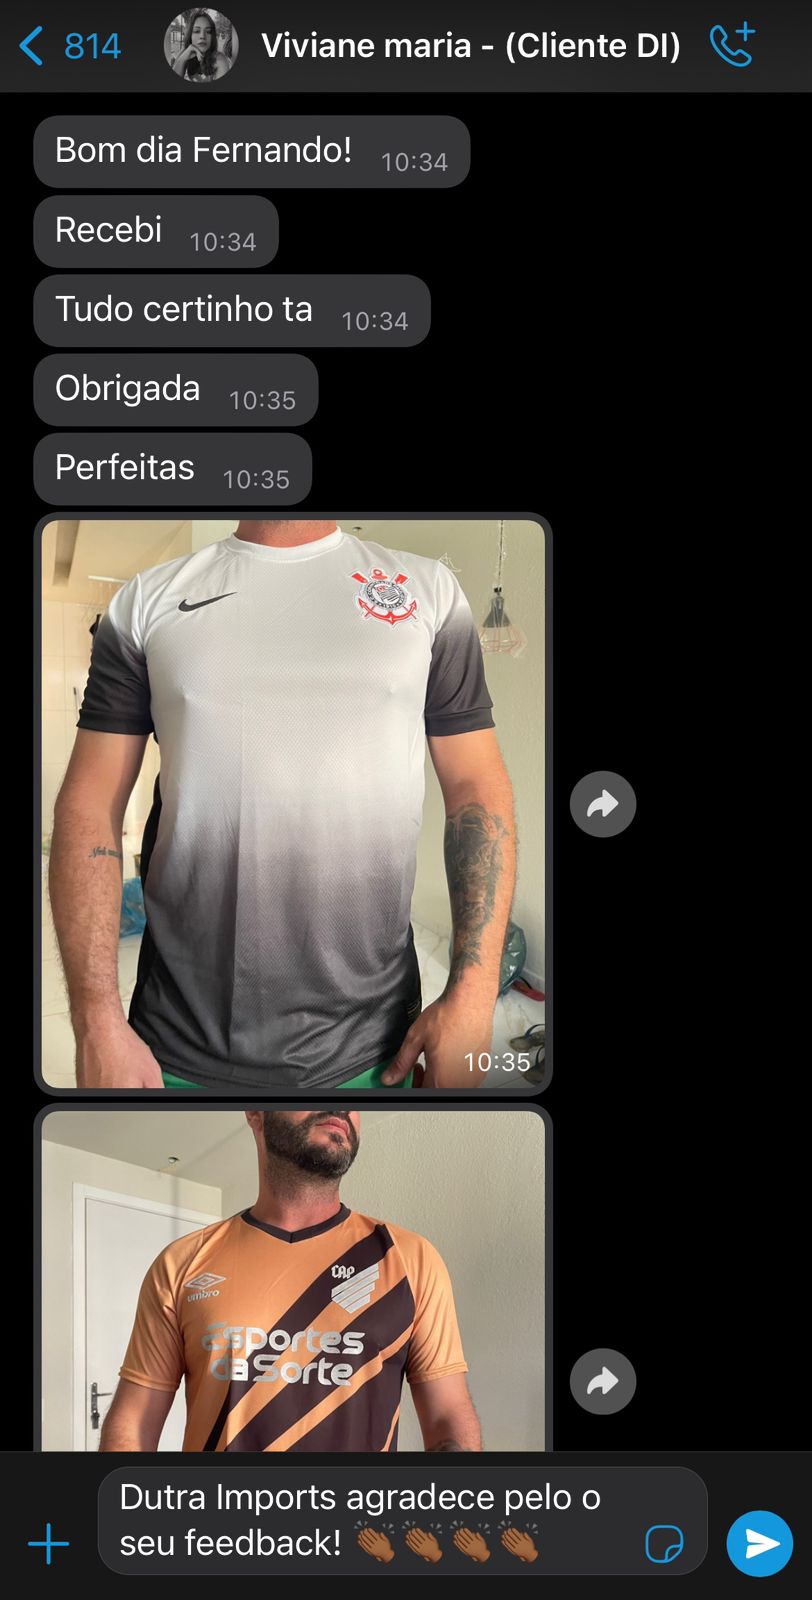 814
Viviane maria - (Cliente DI)
Bom dia Fernando! 10:34
Recebi 10:34
Tudo certinho ta 10:34
Obrigada 10:35
Perfeitas 10:35
10:35
CAP
umbro
Esportes
da Sorte
Dutra Imports agradece pelo o
seu feedback! 👏🏾👏🏾👏🏾👏🏾